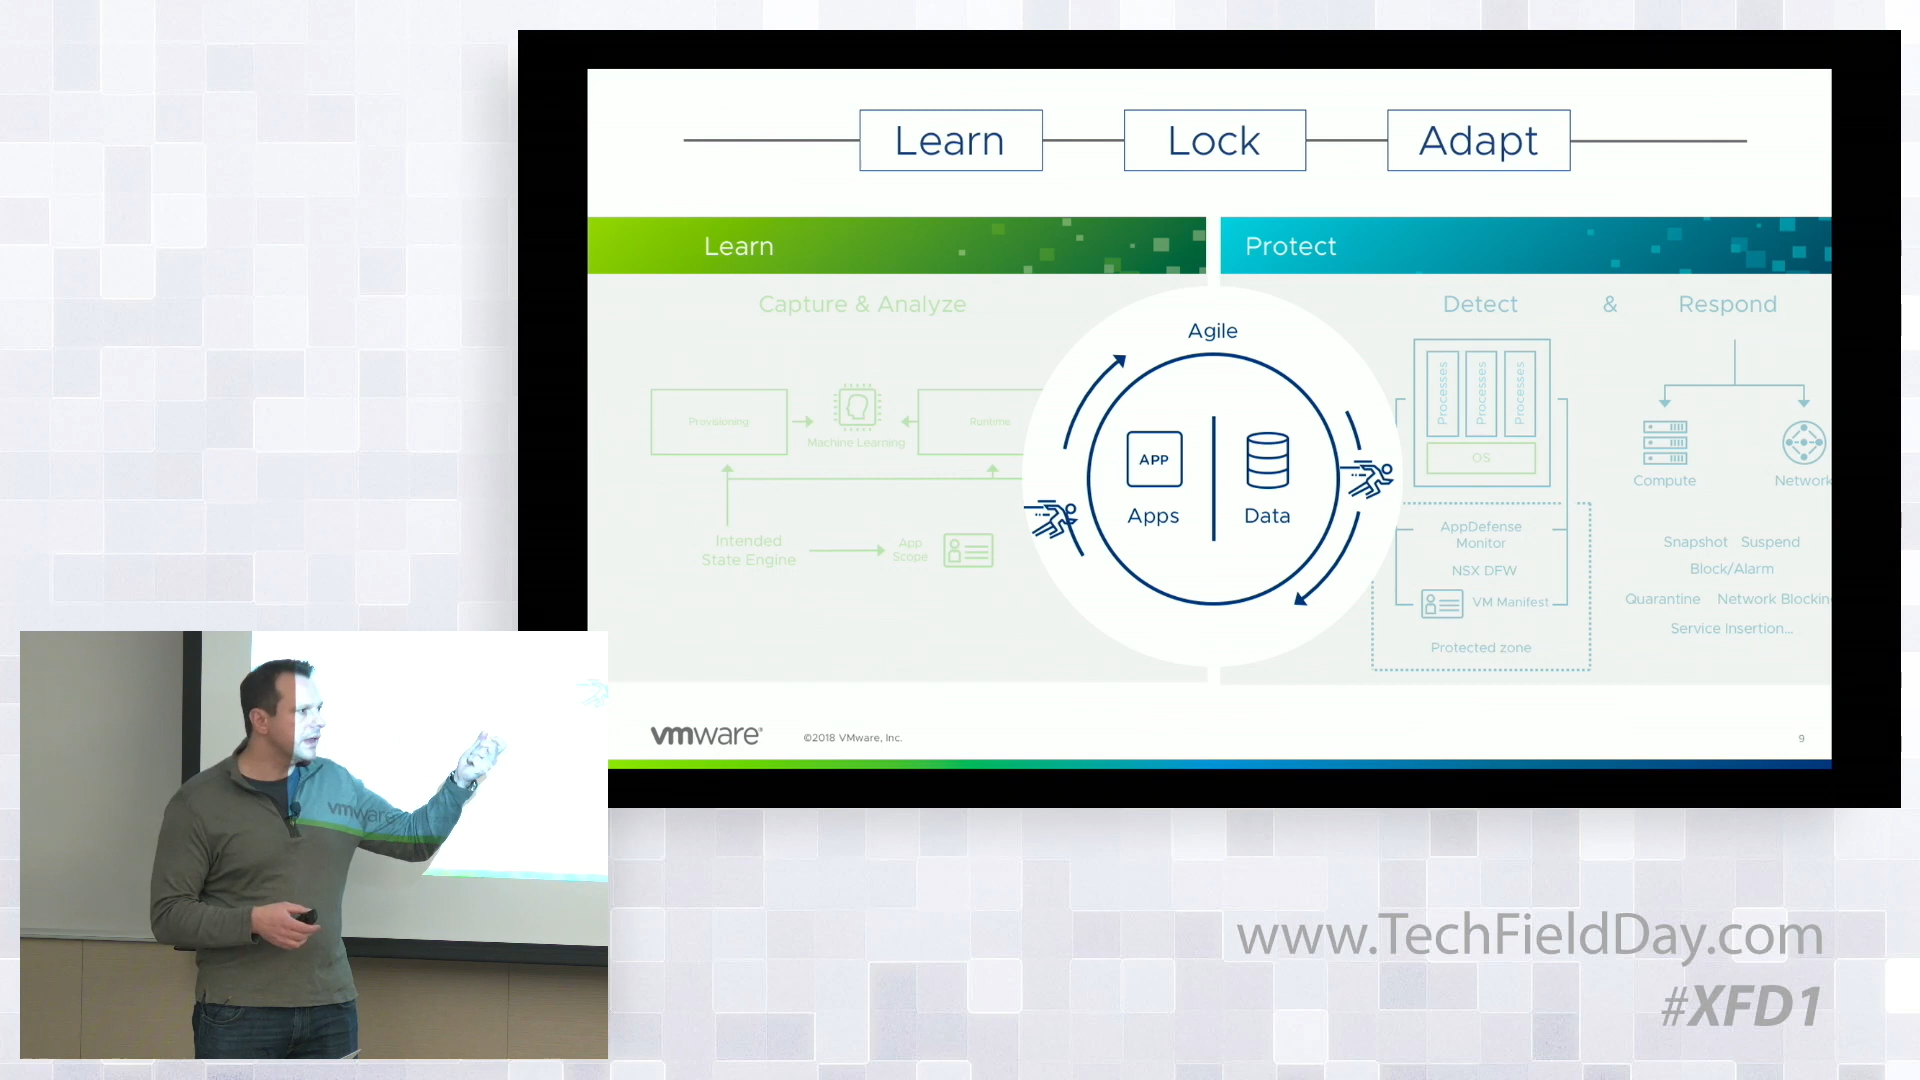 Learn
Lock
Adapt
Learn
Protect
Capture & Analyze
Detect & Respond
Agile
Provisioning
Machine Learning
Runtime
Processes
Processes
Processes
OS
APP
Apps
Data
Compute
Network
Intended
State Engine
App
Scope
AppDefense
Monitor
NSX DFW
VM Manifest
Protected zone
Snapshot Suspend
Block/Alarm
Quarantine Network Blockin
Service Insertion...
vmware®
©2018 VMware, Inc.
9
vmware
www.TechFieldDay.com
#XFD1